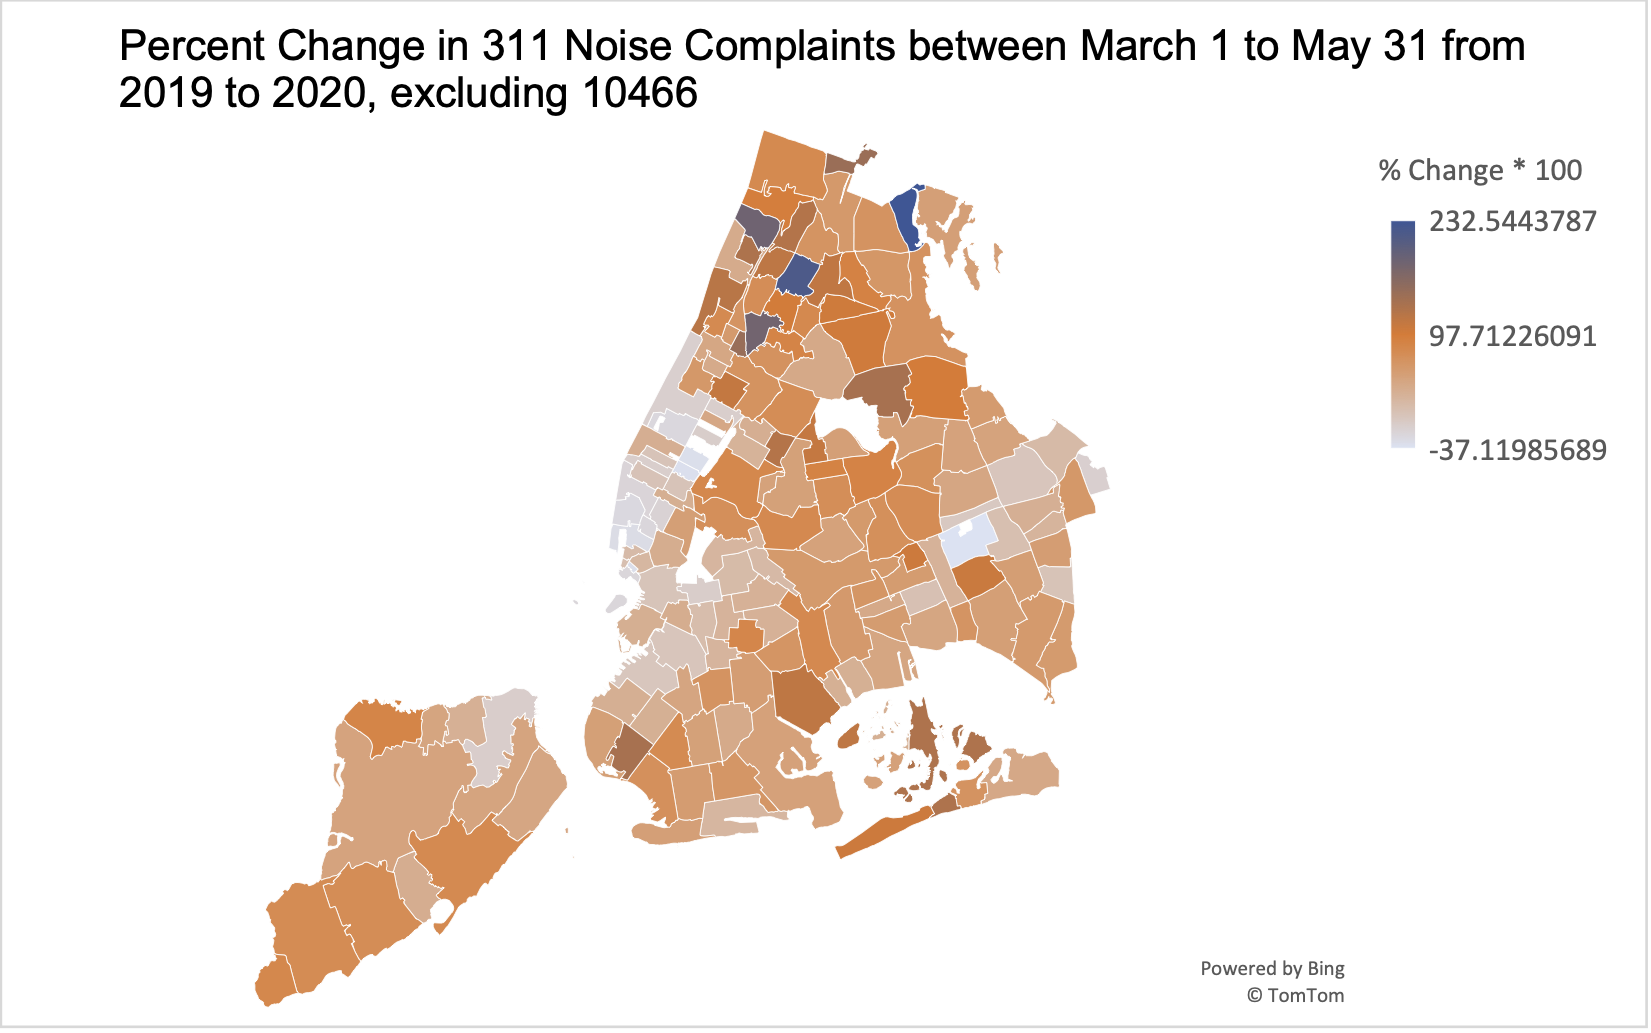 Percent Change in 311 Noise Complaints between March 1 to May 31 from
2019 to 2020, excluding 10466
% Change * 100
232.5443787
97.71226091
-37.11985689
Powered by Bing
© TomTom